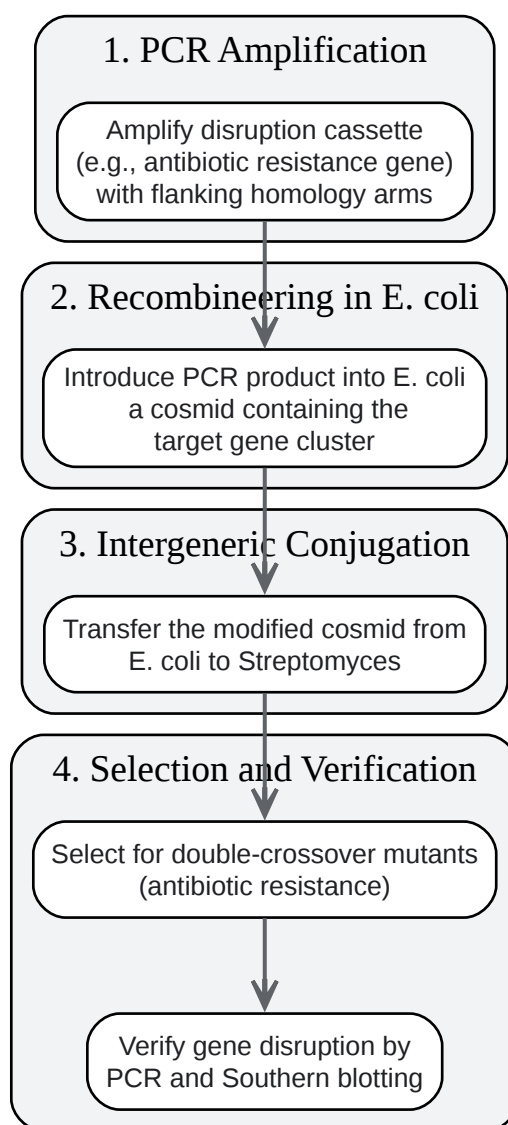 1. PCR Amplification
Amplify disruption cassette
(e.g., antibiotic resistance gene)
with flanking homology arms
2. Recombineering in E. coli
Introduce PCR product into E. coli
a cosmid containing the
target gene cluster
3. Intergeneric Conjugation
Transfer the modified cosmid from
E. coli to Streptomyces
4. Selection and Verification
Select for double-crossover mutants
(antibiotic resistance)
Verify gene disruption by
PCR and Southern blotting